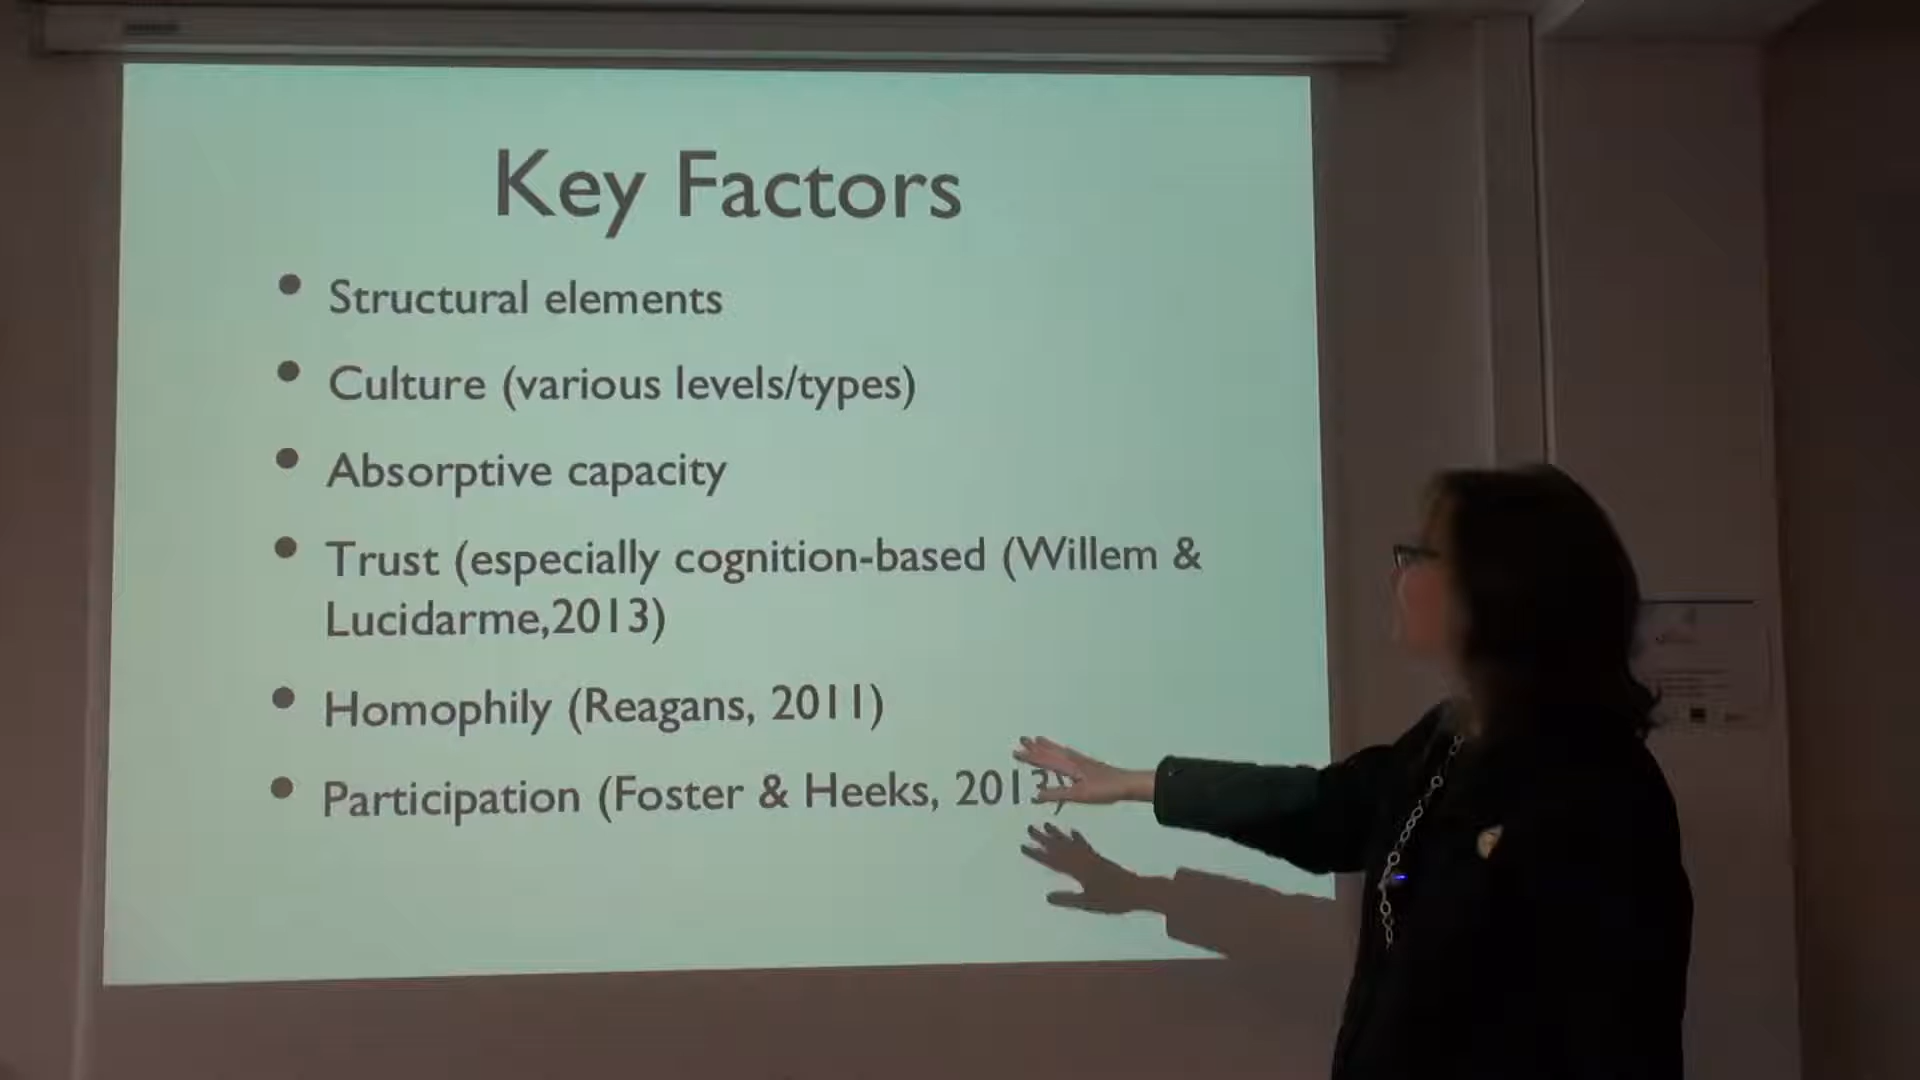 Key Factors
• Structural elements
• Culture (various levels/types)
• Absorptive capacity
• Trust (especially cognition-based (Willem &
Lucidarme,2013)
• Homophily (Reagans, 2011)
• Participation (Foster & Heeks, 2013)